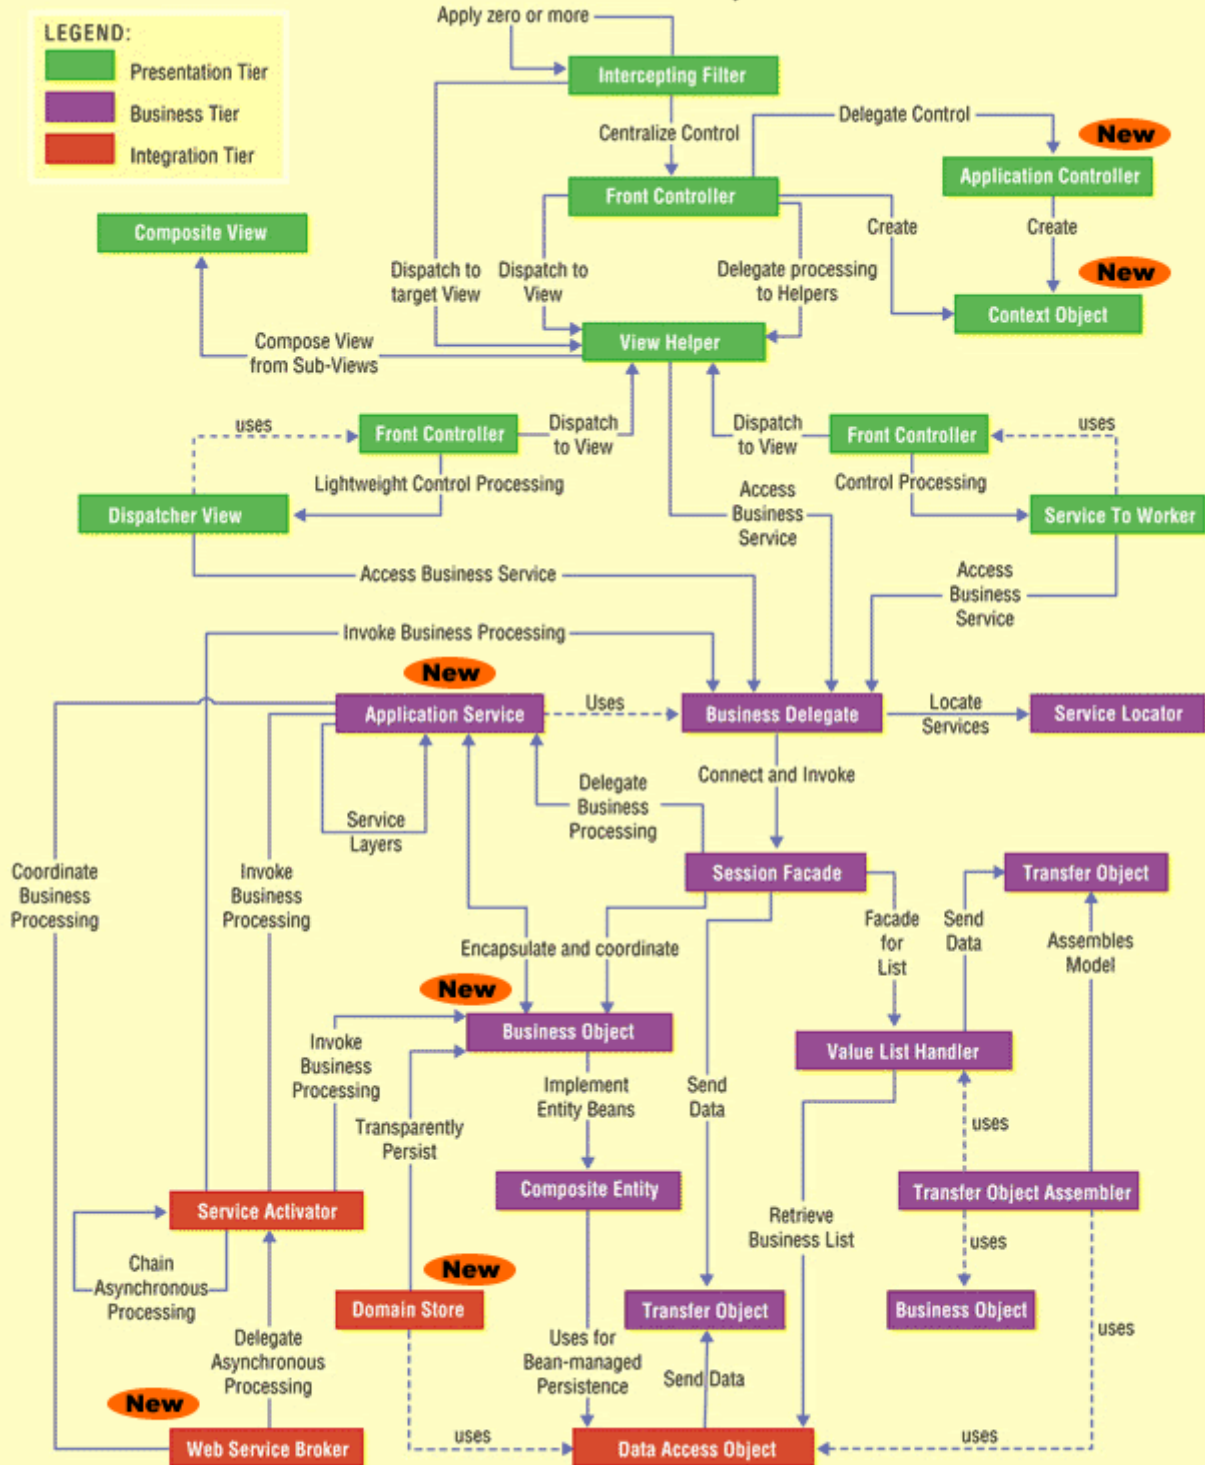 Apply zero or more
LEGEND:
Presentation Tier
Business Tier
Integration Tier
Intercepting Filter
Centralize Control
Delegate Control
New
Front Controller
Application Controller
Composite View
Create
Create
Dispatch to
target View
Dispatch to
View
Delegate processing
to Helpers
New
Context Object
View Helper
Compose View
from Sub-Views
uses
Front Controller
Dispatch
to View
Dispatch
to View
Front Controller
uses
Lightweight Control Processing
Control Processing
Dispatcher View
Access
Business
Service
Service To Worker
Access Business Service
Access
Business
Service
Invoke Business Processing
New
Application Service
Uses
Business Delegate
Locate
Services
Service Locator
Connect and Invoke
Delegate
Business
Processing
Service
Layers
Coordinate
Business
Processing
Invoke
Business
Processing
Session Facade
Transfer Object
Facade
for
List
Send
Data
Assembles
Model
Encapsulate and coordinate
New
Business Object
Value List Handler
Invoke
Business
Processing
Implement
Entity Beans
Send
Data
Transparently
Persist
uses
Composite Entity
Transfer Object Assembler
Service Activator
Retrieve
Business List
uses
Chain
Asynchronous
Processing
New
Domain Store
Transfer Object
Business Object
uses
Delegate
Asynchronous
Processing
Uses for
Bean-managed
Persistence
Send Data
New
Web Service Broker
uses
Data Access Object
uses